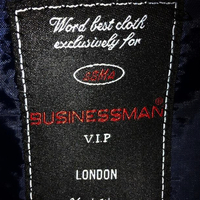 Word best cloth
exclusively for
BUSINESSMAN®
V.I.P
LONDON